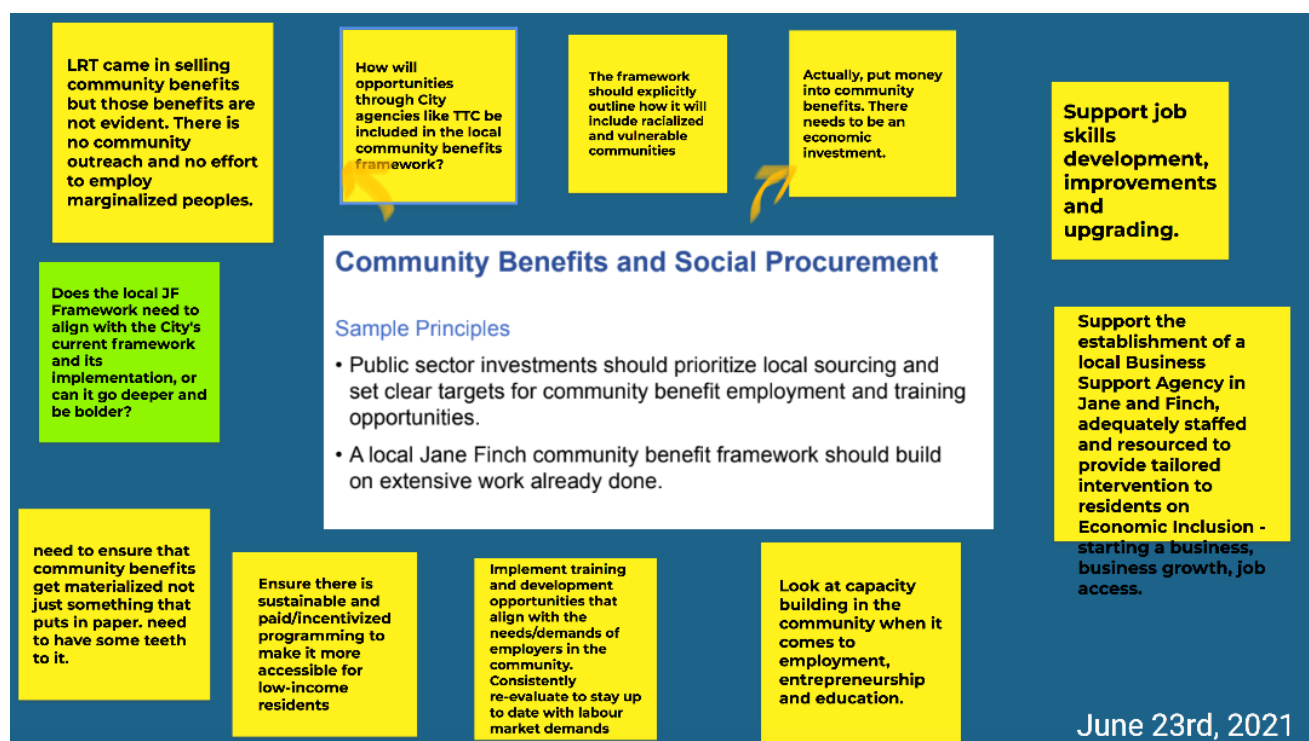 LRT came in selling
community benefits
but those benefits are
not evident. There is
no community
outreach and no effort
to employ
marginalized peoples.
How will
opportunities
through City
agencies like TTC be
included in the local
community benefits
framework?
The framework
should explicitly
outline how it will
include racialized
and vulnerable
communities
Actually, put money
into community
benefits. There
needs to be an
economic
investment.
Support job
skills
development,
improvements
and
upgrading.
Does the local JF
Framework need to
align with the City's
current framework
and its
implementation, or
can it go deeper and
be bolder?
Community Benefits and Social Procurement
Sample Principles
• Public sector investments should prioritize local sourcing and
set clear targets for community benefit employment and training
opportunities.
• A local Jane Finch community benefit framework should build
on extensive work already done.
Support the
establishment of a
local Business
Support Agency in
Jane and Finch,
adequately staffed
and resourced to
provide tailored
intervention to
residents on
Economic Inclusion -
starting a business,
business growth, job
access.
need to ensure that
community benefits
get materialized not
just something that
puts in paper. need
to have some teeth
to it.
Ensure there is
sustainable and
paid/incentivized
programming to
make it more
accessible for
low-income
residents
Implement training
and development
opportunities that
align with the
needs/demands of
employers in the
community.
Consistently
re-evaluate to stay up
to date with labour
market demands
Look at capacity
building in the
community when it
comes to
employment,
entrepreneurship
and education.
June 23rd, 2021